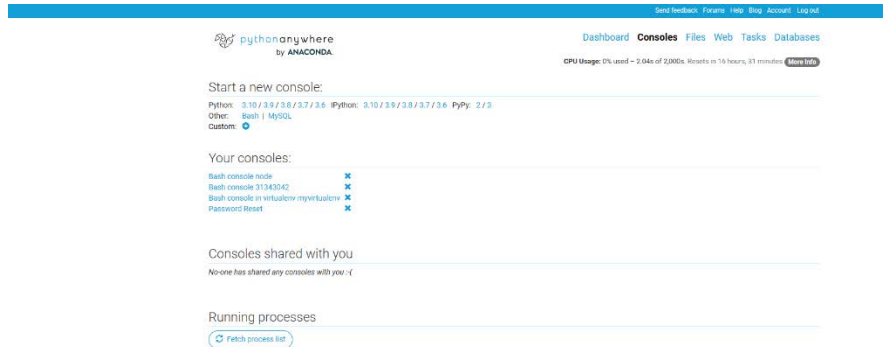 Send feedback Forums Help Blog Account Log out
pythonanywhere
by ANACONDA.
Dashboard Consoles Files Web Tasks Databases
CPU Usage: 0% used – 2.04s of 2,000s. Resets in 16 hours, 31 minutes More Info
Start a new console:
Python: 3.10 / 3.9 / 3.8 / 3.7 / 3.6 IPython: 3.10 / 3.9 / 3.8 / 3.7 / 3.6 PyPy: 2 / 3
Other: Bash | MySQL
Custom:
Your consoles:
Bash console node
Bash console 31343042
Bash console in virtualenv myvirtualenv
Password Reset
Consoles shared with you
No-one has shared any consoles with you :-(
Running processes
Fetch process list